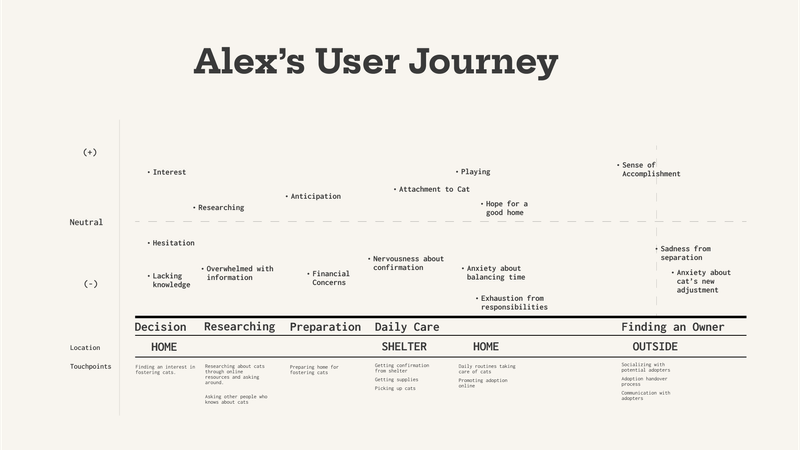 Alex's User Journey
(+)
• Interest
• Researching
• Anticipation
• Attachment to Cat
• Playing
• Hope for a
good home
• Sense of
Accomplishment
Neutral
• Hesitation
• Lacking
knowledge
• Overwhelmed with
information
• Financial
Concerns
• Nervousness about
confirmation
• Anxiety about
balancing time
• Exhaustion from
responsibilities
• Sadness from
separation
• Anxiety about
cat's new
adjustment
(-)
Decision
Researching
Preparation
Daily Care
Finding an Owner
Location
HOME
SHELTER
HOME
OUTSIDE
Touchpoints
Finding an interest in
fostering cats.
Researching about cats
through online
resources and asking
around.
Asking other people who
knows about cats
Preparing home for
fostering cats
Getting confirmation
from shelter
Getting supplies
Picking up cats
Daily routines taking
care of cats
Promoting adoption
online
Socializing with
potential adopters
Adoption handover
process
Communication with
adopters